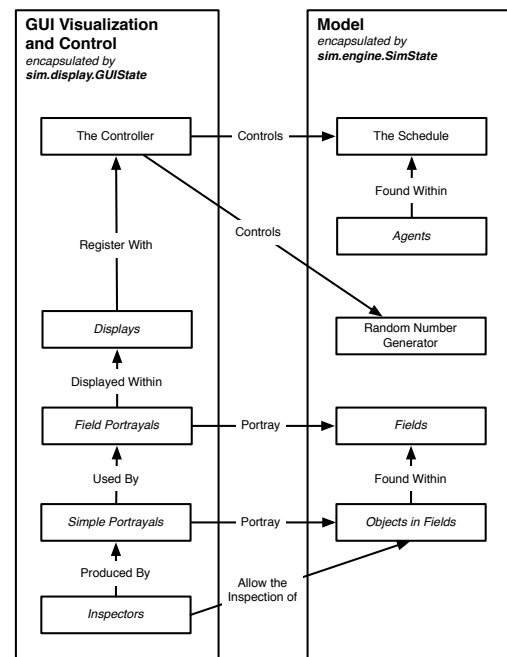 GUI Visualization
and Control
encapsulated by
sim.display.GUIState
Model
encapsulated by
sim.engine.SimState
The Controller
Controls
The Schedule
Found Within
Agents
Register With
Controls
Displays
Random Number
Generator
Displayed Within
Field Portrayals
Portray
Fields
Used By
Found Within
Simple Portrayals
Portray
Objects in Fields
Produced By
Allow the
Inspection of
Inspectors